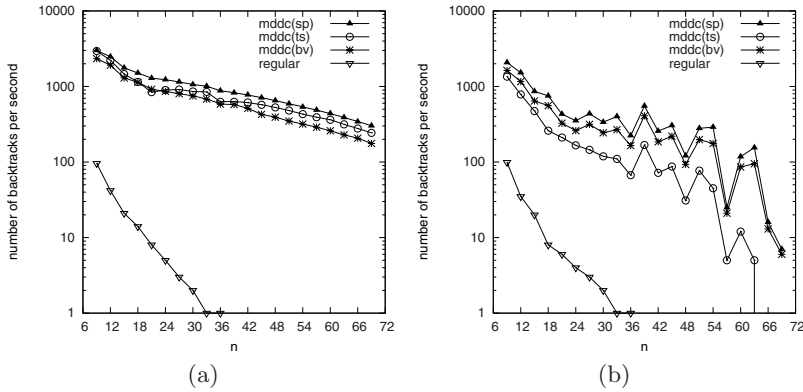 10000
1000
100
10
1
6 12 18 24 30 36 42 48 54 60 66 72
number of backtracks per second
n
mddc(sp)
mddc(ts)
mddc(bv)
regular
(a)
10000
1000
100
10
1
6 12 18 24 30 36 42 48 54 60 66 72
number of backtracks per second
n
mddc(sp)
mddc(ts)
mddc(bv)
regular
(b)